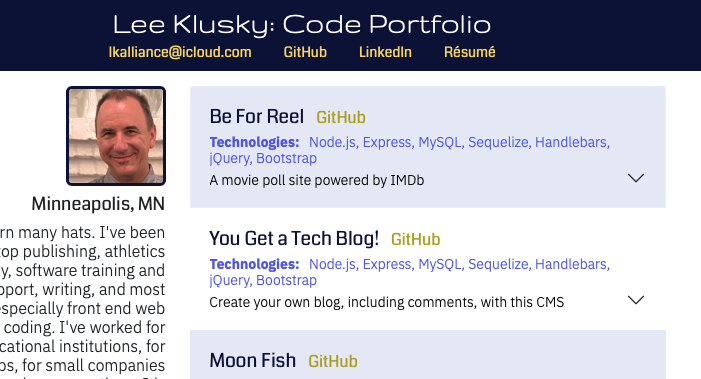 Lee Klusky: Code Portfolio
lkalliance@icloud.com GitHub LinkedIn Résumé
Minneapolis, MN
rn many hats. I've been
top publishing, athletics
y, software training and
pport, writing, and most
especially front end web
coding. I've worked for
cational institutions, for
ps, for small companies
Be For Reel GitHub
Technologies: Node.js, Express, MySQL, Sequelize, Handlebars,
jQuery, Bootstrap
A movie poll site powered by IMDb
You Get a Tech Blog! GitHub
Technologies: Node.js, Express, MySQL, Sequelize, Handlebars,
jQuery, Bootstrap
Create your own blog, including comments, with this CMS
Moon Fish GitHub